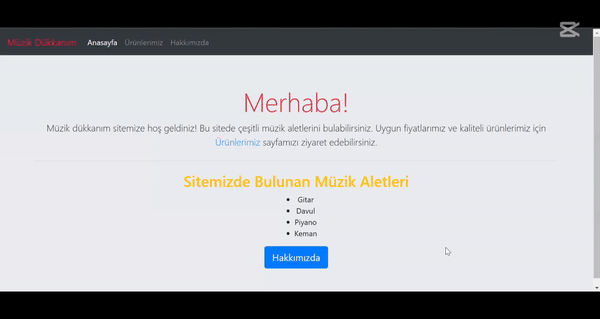 Müzik Dükkanım Anasayfa Ürünlerimiz Hakkımızda
Merhaba!
Müzik dükkanım sitemize hoş geldiniz! Bu sitede çeşitli müzik aletlerini bulabilirsiniz. Uygun fiyatlarımız ve kaliteli ürünlerimiz için
Ürünlerimiz sayfamızı ziyaret edebilirsiniz.
Sitemizde Bulunan Müzik Aletleri
Gitar
Davul
Piyano
Keman
Hakkımızda